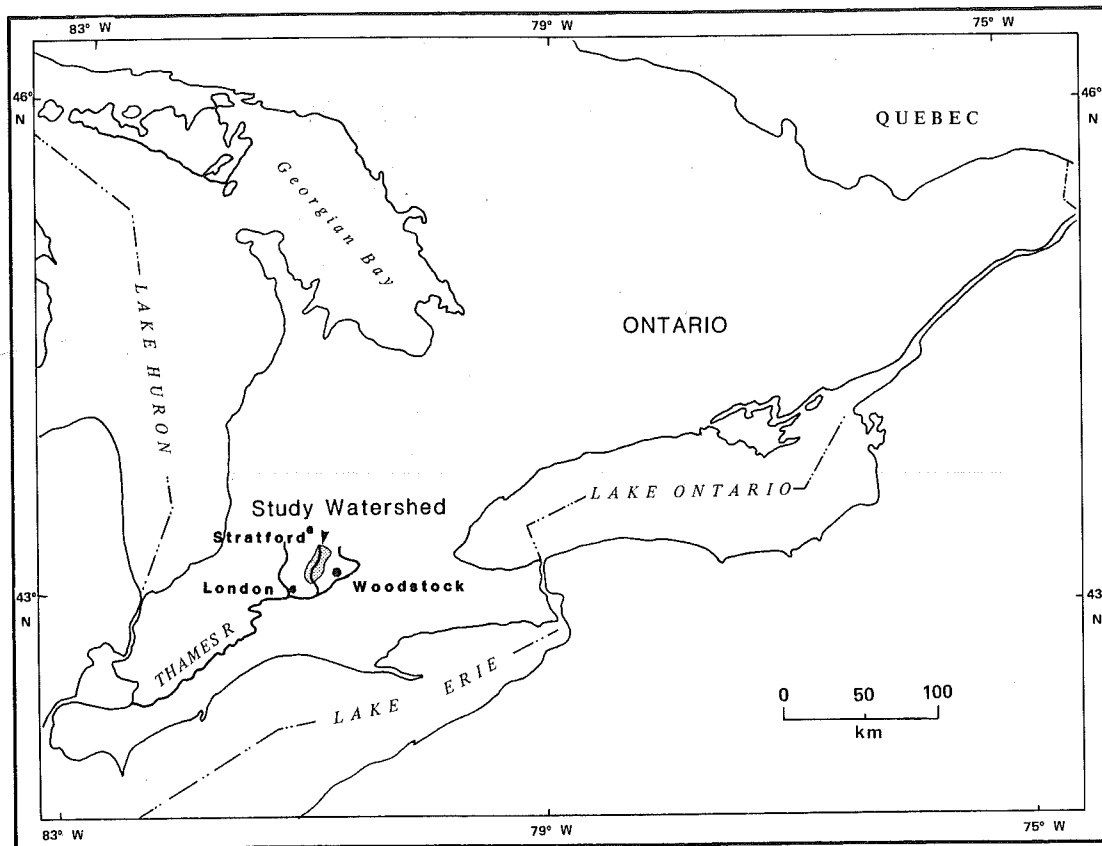 83° W
79° W
75° W
46°
N
46°
N
QUEBEC
Georgian Bay
LAKE HURON
ONTARIO
LAKE ONTARIO
Study Watershed
Stratford
London
Woodstock
43°
N
43°
N
THAMES R
LAKE ERIE
0 50 100
km
83° W
79° W
75° W